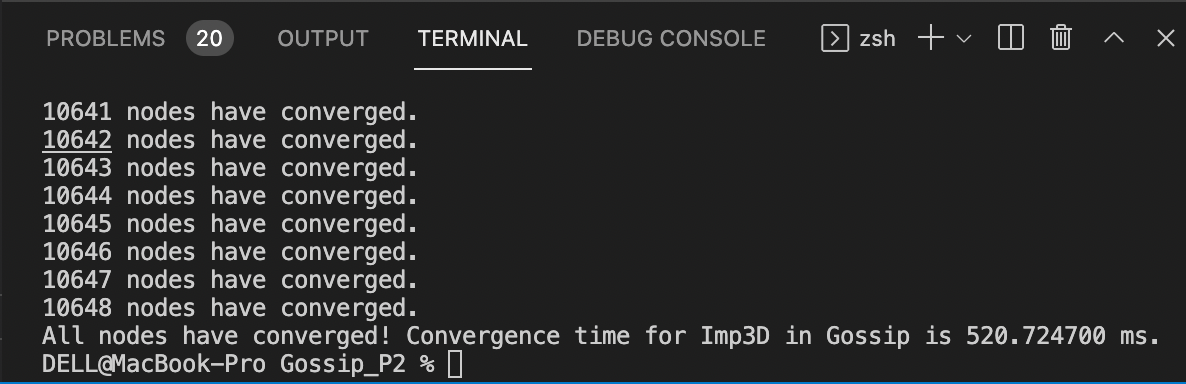 PROBLEMS 20 OUTPUT TERMINAL DEBUG CONSOLE zsh
10641 nodes have converged.
10642 nodes have converged.
10643 nodes have converged.
10644 nodes have converged.
10645 nodes have converged.
10646 nodes have converged.
10647 nodes have converged.
10648 nodes have converged.
All nodes have converged! Convergence time for Imp3D in Gossip is 520.724700 ms.
DELL@MacBook-Pro Gossip_P2 %